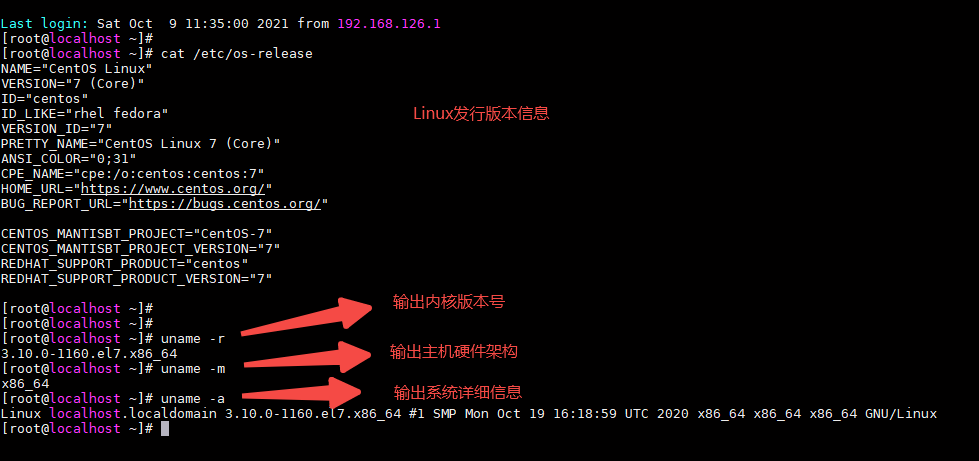 Last login: Sat Oct  9 11:35:00 2021 from 192.168.126.1
[root@localhost ~]#
[root@localhost ~]# cat /etc/os-release
NAME="CentOS Linux"
VERSION="7 (Core)"
ID="centos"
ID_LIKE="rhel fedora"
Linux发行版本信息
VERSION_ID="7"
PRETTY_NAME="CentOS Linux 7 (Core)"
ANSI_COLOR="0;31"
CPE_NAME="cpe:/o:centos:centos:7"
HOME_URL="https://www.centos.org/"
BUG_REPORT_URL="https://bugs.centos.org/"
CENTOS_MANTISBT_PROJECT="CentOS-7"
CENTOS_MANTISBT_PROJECT_VERSION="7"
REDHAT_SUPPORT_PRODUCT="centos"
REDHAT_SUPPORT_PRODUCT_VERSION="7"
[root@localhost ~]#
输出内核版本号
[root@localhost ~]#
[root@localhost ~]# uname -r
3.10.0-1160.el7.x86_64
输出主机硬件架构
[root@localhost ~]# uname -m
x86_64
输出系统详细信息
[root@localhost ~]# uname -a
Linux localhost.localdomain 3.10.0-1160.el7.x86_64 #1 SMP Mon Oct 19 16:18:59 UTC 2020 x86_64 x86_64 x86_64 GNU/Linux
[root@localhost ~]#